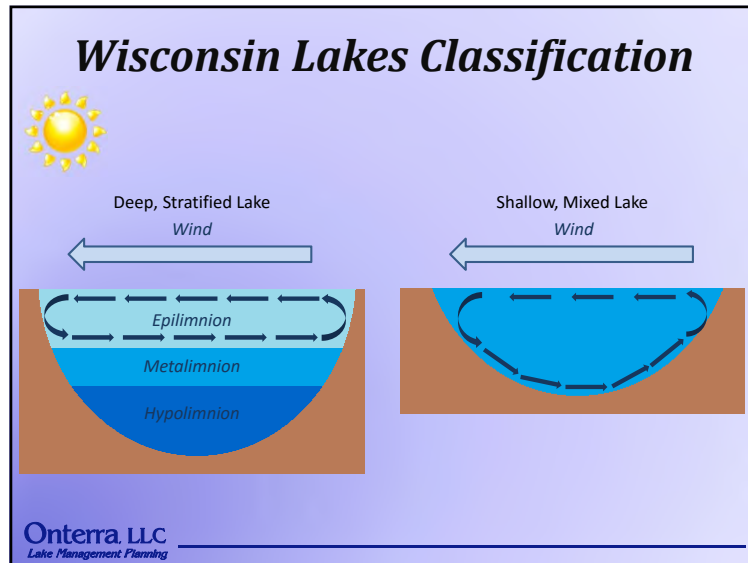 Wisconsin Lakes Classification
Deep, Stratified Lake
Wind
Epilimnion
Metalimnion
Hypolimnion
Shallow, Mixed Lake
Wind
Onterra, LLC
Lake Management Planning